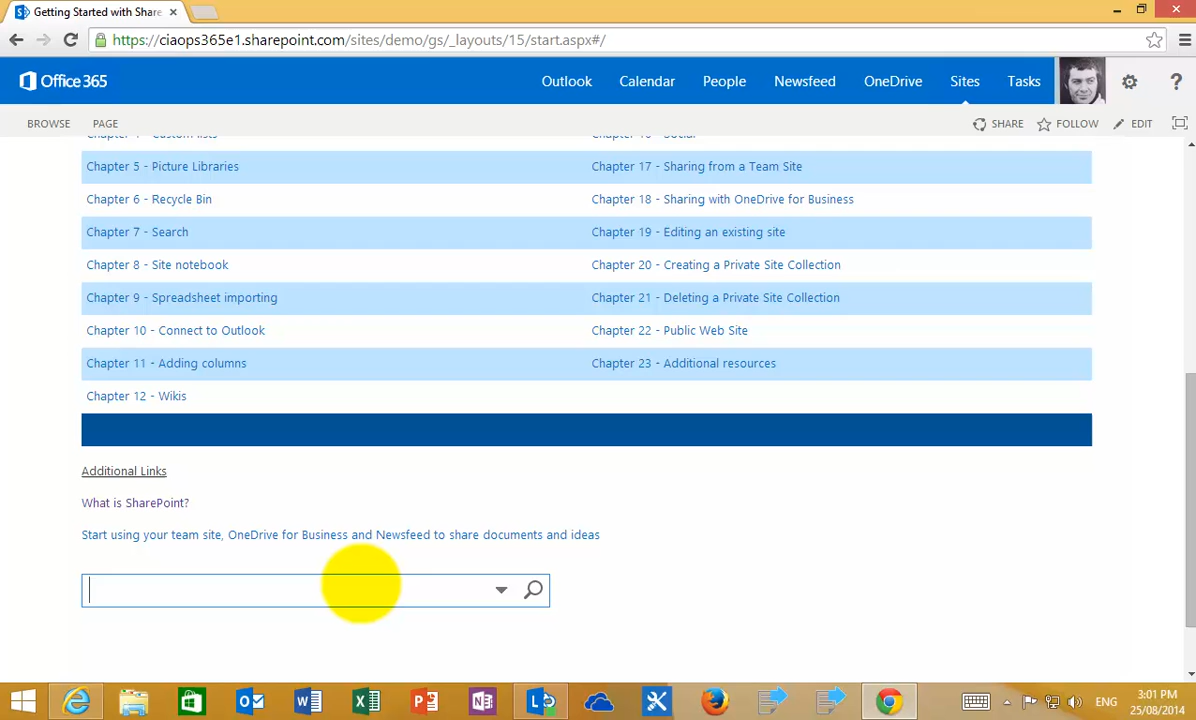 Getting Started with Share
https://ciaops365e1.sharepoint.com/sites/demo/gs/_layouts/15/start.aspx#/
Office 365
Outlook Calendar People Newsfeed OneDrive Sites Tasks ?
BROWSE PAGE SHARE FOLLOW EDIT
Chapter 5 - Picture Libraries Chapter 17 - Sharing from a Team Site
Chapter 6 - Recycle Bin Chapter 18 - Sharing with OneDrive for Business
Chapter 7 - Search Chapter 19 - Editing an existing site
Chapter 8 - Site notebook Chapter 20 - Creating a Private Site Collection
Chapter 9 - Spreadsheet importing Chapter 21 - Deleting a Private Site Collection
Chapter 10 - Connect to Outlook Chapter 22 - Public Web Site
Chapter 11 - Adding columns Chapter 23 - Additional resources
Chapter 12 - Wikis
Additional Links
What is SharePoint?
Start using your team site, OneDrive for Business and Newsfeed to share documents and ideas
ENG
3:01 PM
25/08/2014